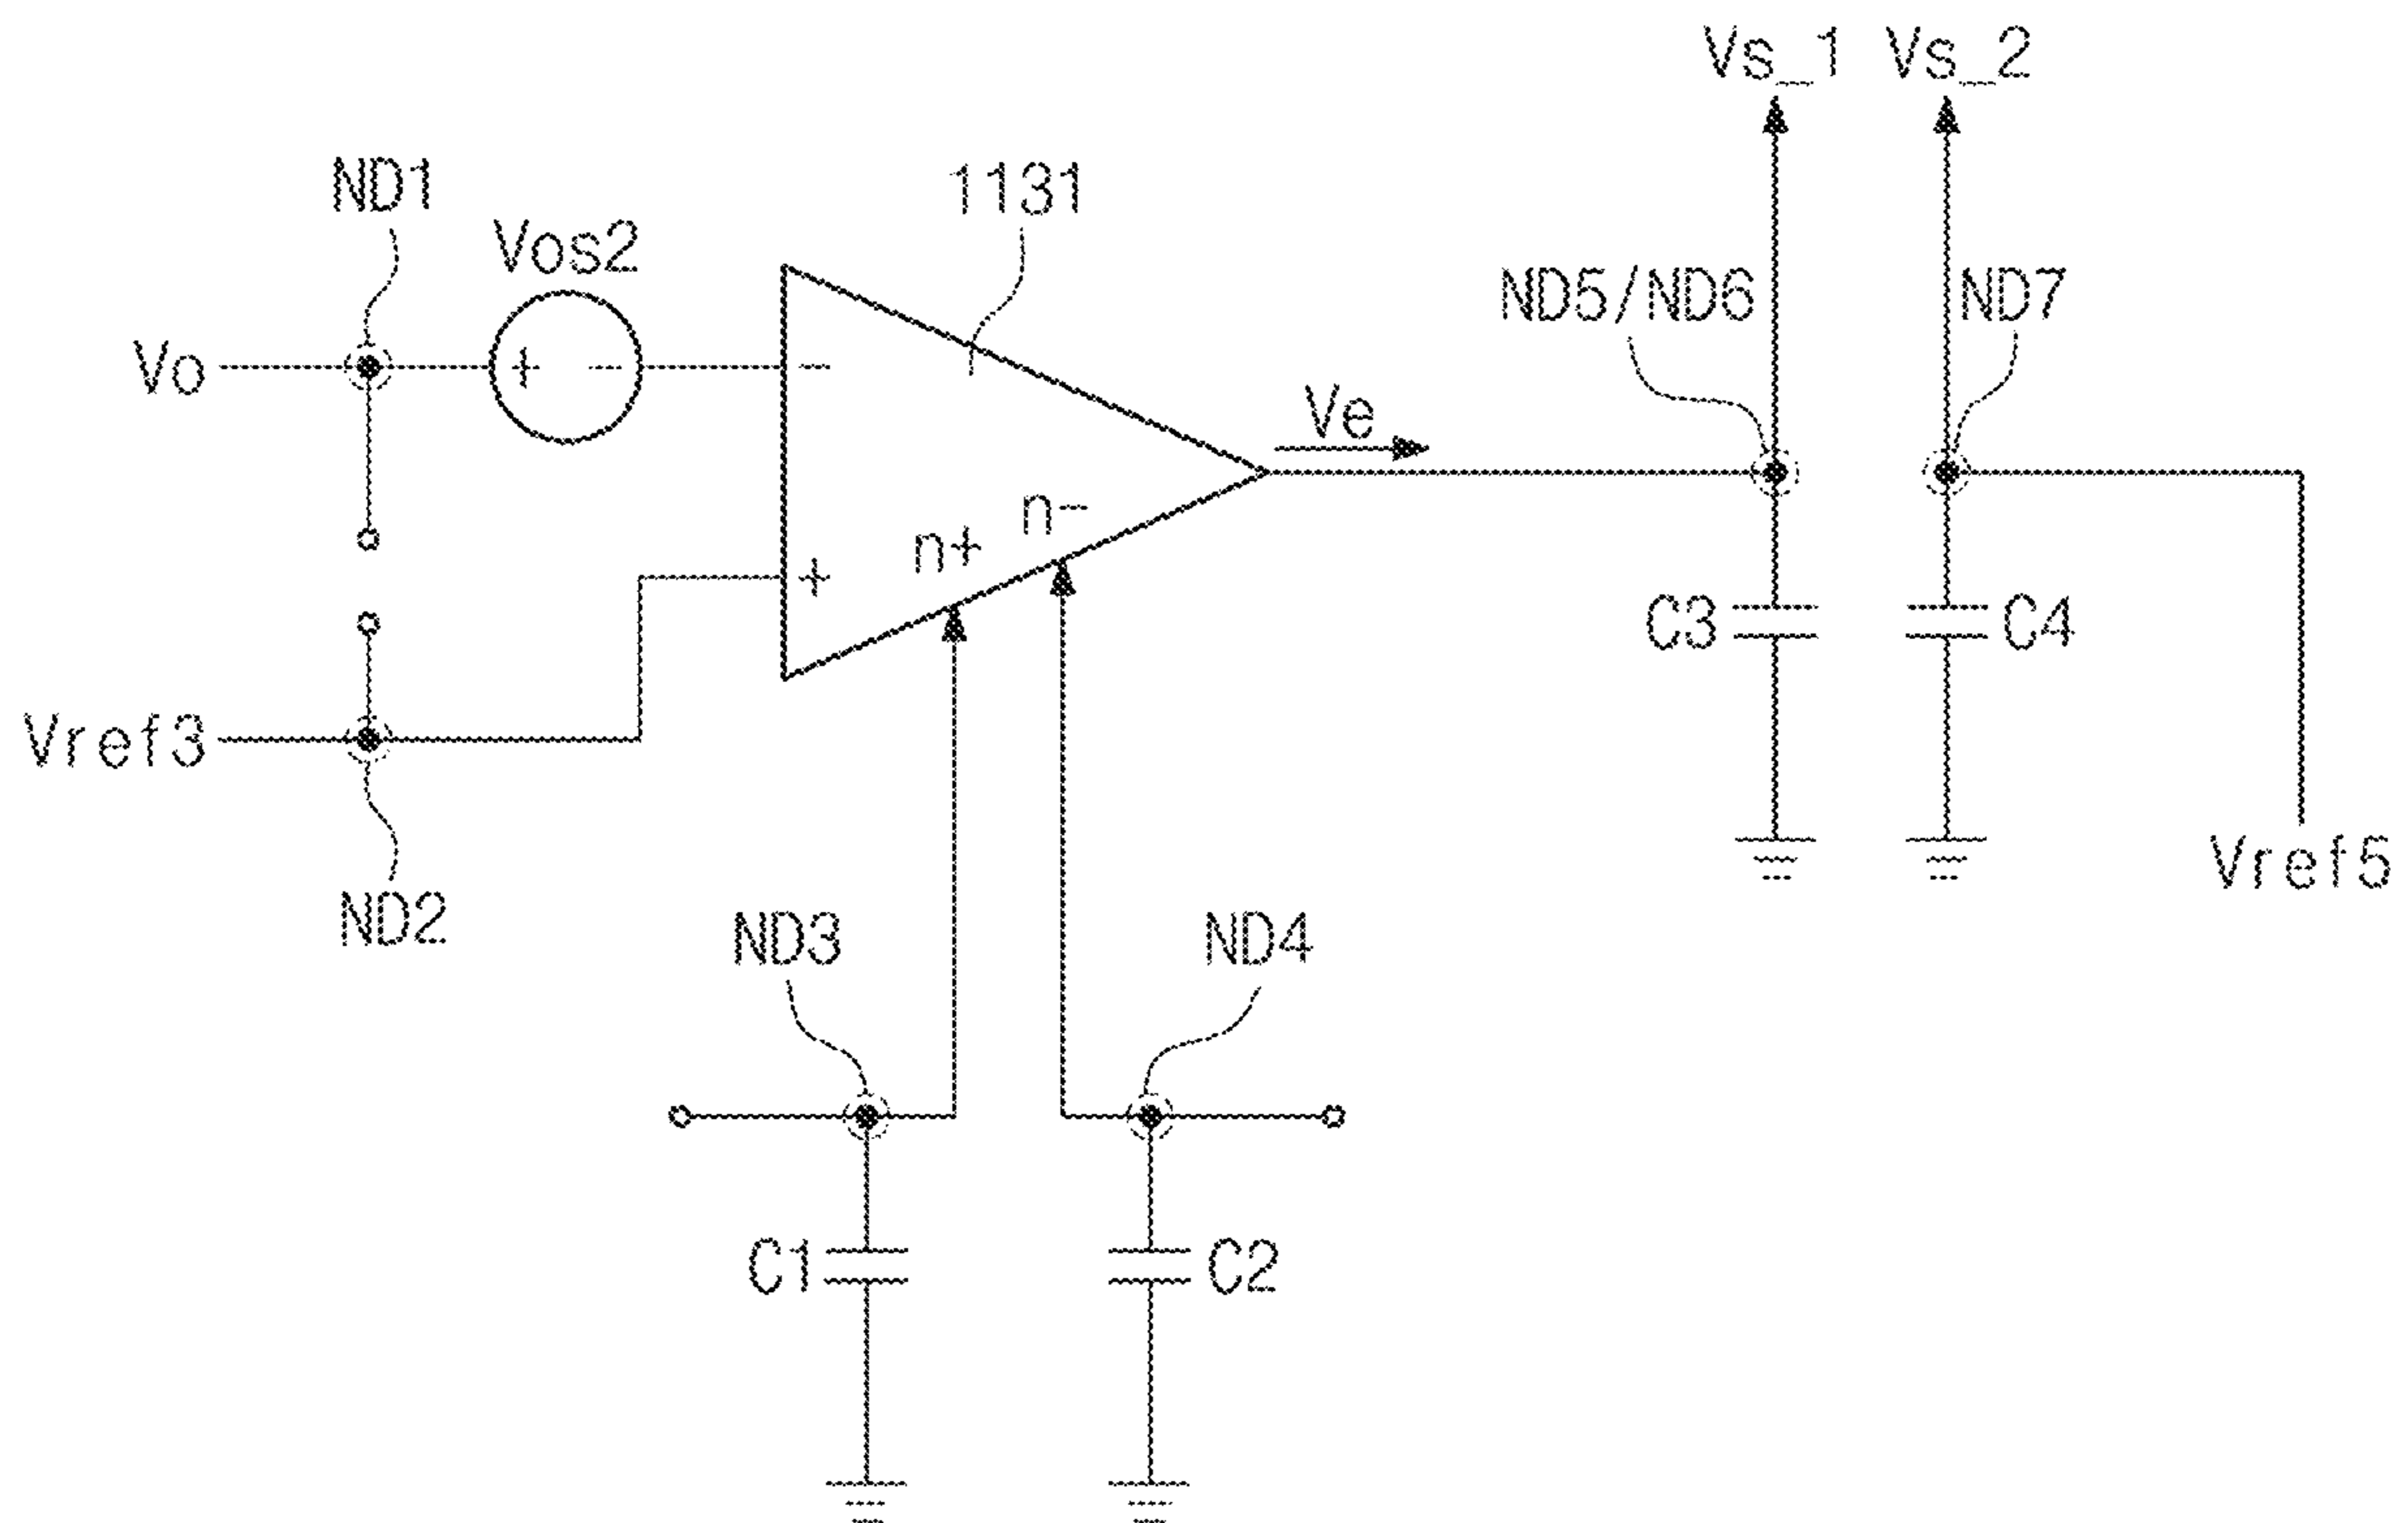 Vs_1 Vs_2
ND1
Vos2
1131
ND5/ND6
ND7
Vo
+ -
-
Ve
n-
n+
+
C3
C4
Vref3
Vref5
ND2
ND3
ND4
C1
C2